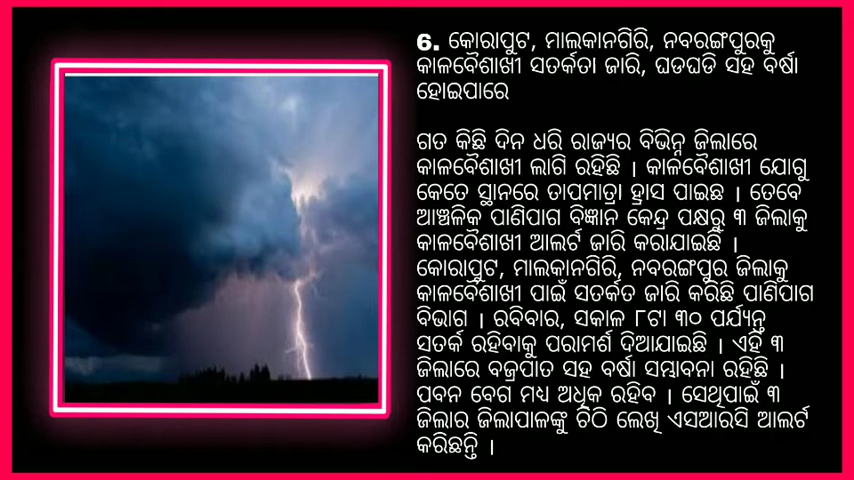 6. କୋରାପୁଟ, ମାଲକାନଗିରି, ନବରଙ୍ଗପୁରକୁ
କାଳବୈଶାଖୀ ସତର୍କତା ଜାରି, ଘଡଘଡି ସହ ବର୍ଷା
ହୋଇପାରେ
ଗତ କିଛି ଦିନ ଧରି ରାଜ୍ୟର ବିଭିନ୍ନ ଜିଲାରେ
କାଳବୈଶାଖୀ ଲାଗି ରହିଛି । କାଳବୈଶାଖୀ ଯୋଗୁ
କେତେ ସ୍ଥାନରେ ତାପମାତ୍ରା ହ୍ରାସ ପାଇଛ । ତେବେ
ଆଞ୍ଚଳିକ ପାଣିପାଗ ବିଜ୍ଞାନ କେନ୍ଦ୍ର ପକ୍ଷରୁ ୩ ଜିଲାକୁ
କାଳବୈଶାଖୀ ଆଲର୍ଟ ଜାରି କରାଯାଇଛି ।
କୋରାପୁଟ, ମାଲକାନଗିରି, ନବରଙ୍ଗପୁର ଜିଲାକୁ
କାଳବୈଶାଖୀ ପାଇଁ ସତର୍କତ ଜାରି କରିଛି ପାଣିପାଗ
ବିଭାଗ । ରବିବାର, ସକାଳ ୮ଟା ୩୦ ପର୍ଯ୍ୟନ୍ତ
ସତର୍କ ରହିବାକୁ ପରାମର୍ଶ ଦିଆଯାଇଛି । ଏହି ୩
ଜିଲାରେ ବଜ୍ରପାତ ସହ ବର୍ଷା ସମ୍ଭାବନା ରହିଛି ।
ପବନ ବେଗ ମଧ୍ୟ ଅଧିକ ରହିବ । ସେଥିପାଇଁ ୩
ଜିଲାର ଜିଲାପାଳଙ୍କୁ ଚିଠି ଲେଖି ଏସଆରସି ଆଲର୍ଟ
କରିଛନ୍ତି ।